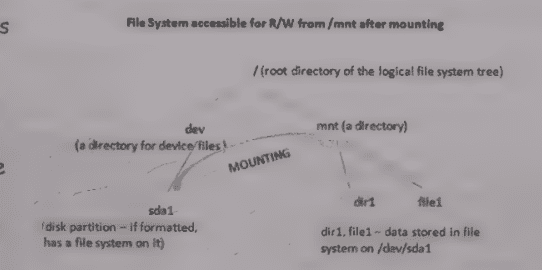 s
File System accessible for R/W from /mnt after mounting
/ (root directory of the logical file system tree)
dev
mnt (a directory)
(a directory for device files)
MOUNTING
e
sda1
dir1
file1
(disk partition – if formatted,
has a file system on it)
dir1, file1 – data stored in file
system on /dev/sda1